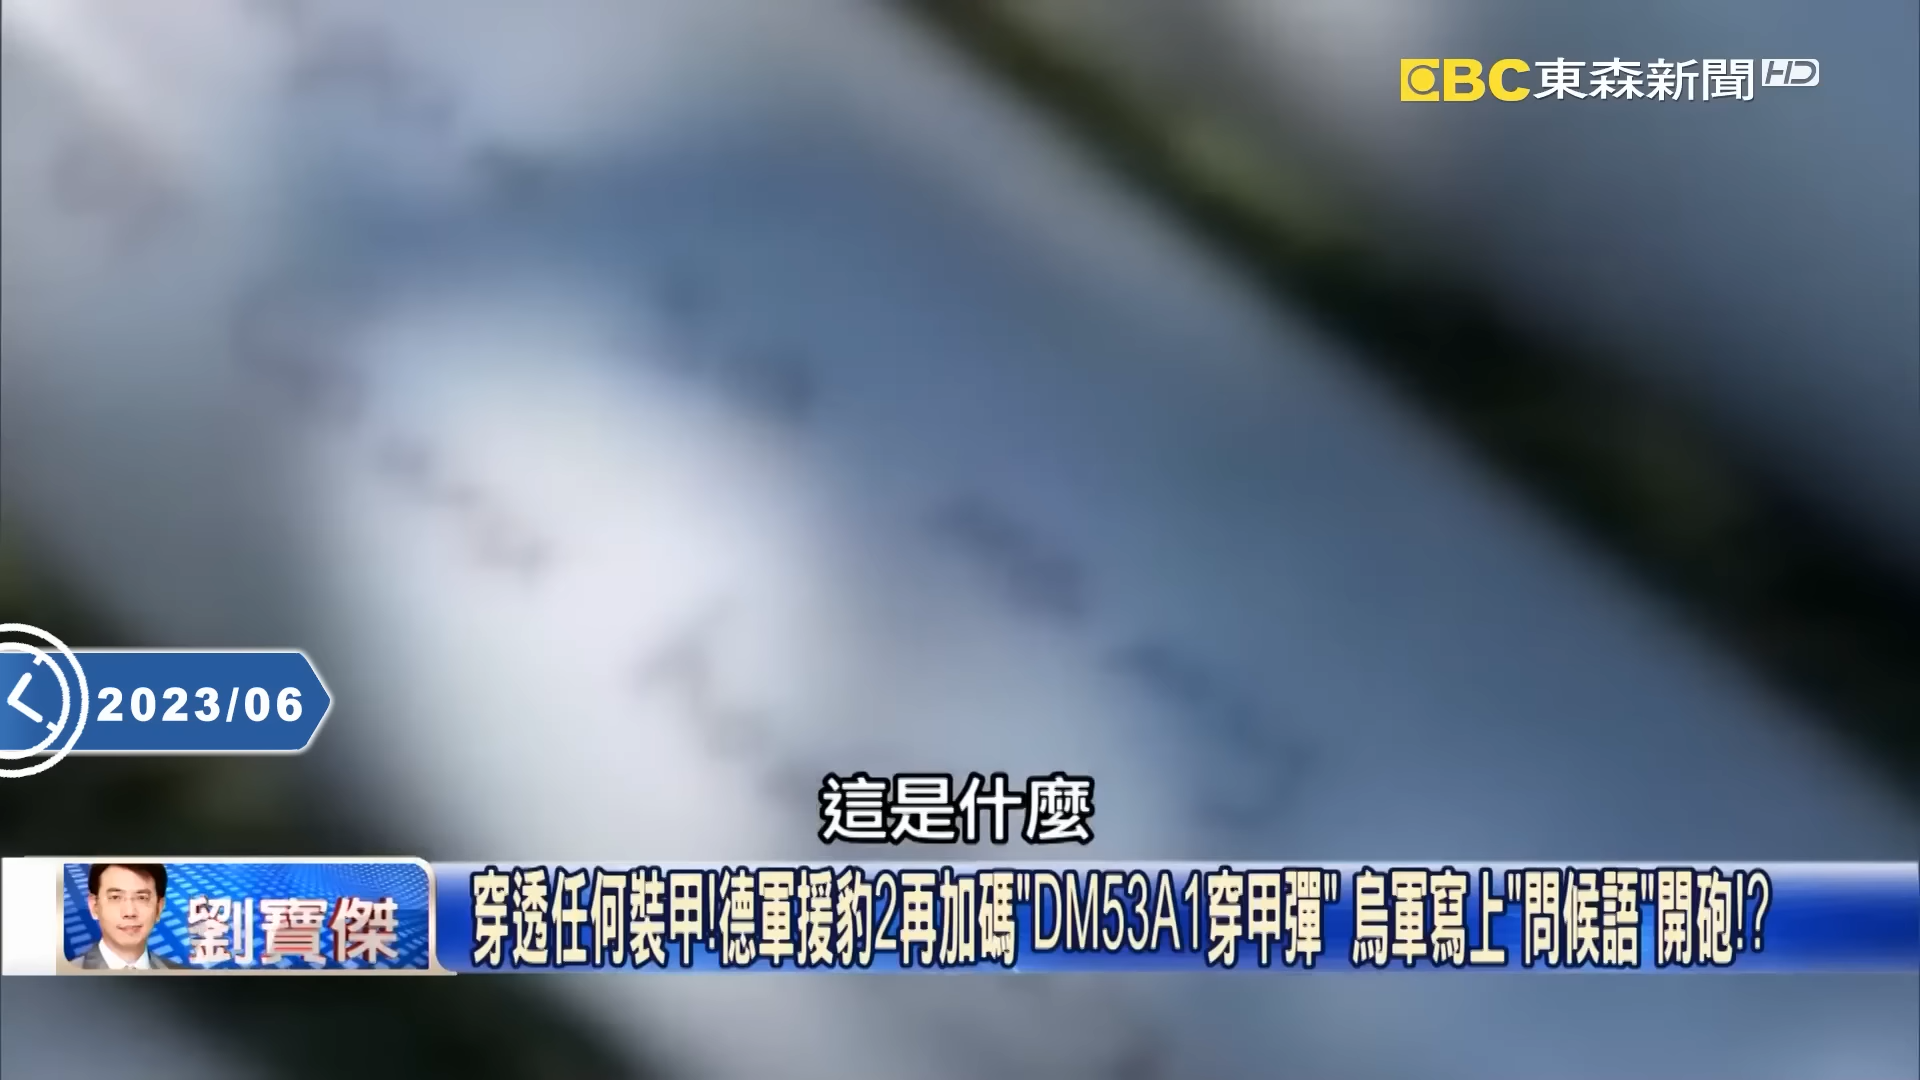 EBC東森新聞HD
2023/06
這是什麼
劉寶傑
穿透任何裝甲!德軍援豹2再加碼"DM53A1穿甲彈" 烏軍寫上"問候語"開砲!?